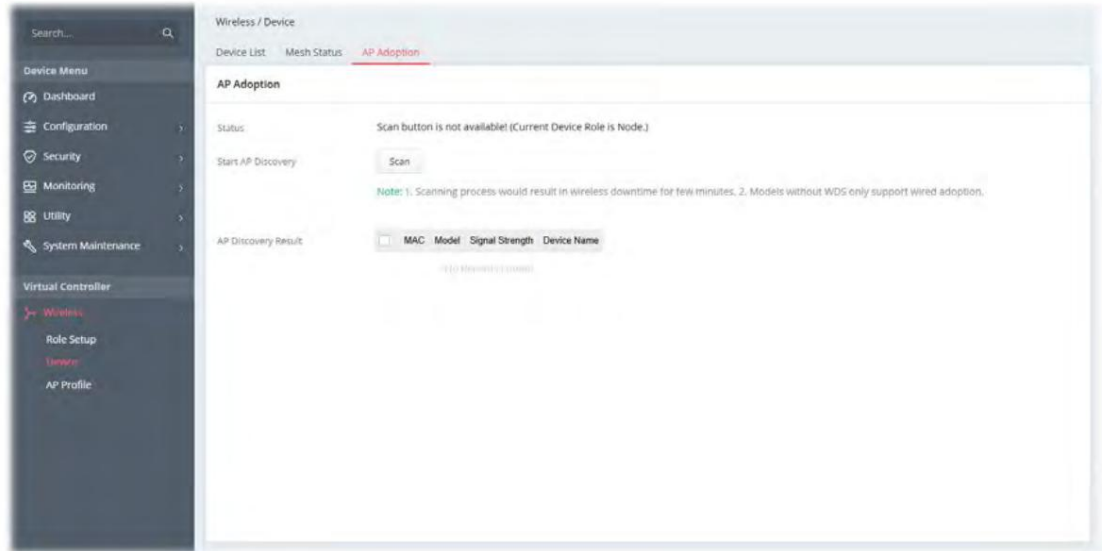 Search...
Wireless / Device
Device List Mesh Status AP Adoption
Device Menu
AP Adoption
Dashboard
Configuration
Status Scan button is not available! (Current Device Role is Node.)
Security
Start AP Discovery Scan
Monitoring
Note: 1. Scanning process would result in wireless downtime for few minutes. 2. Models without WDS only support wired adoption.
Utility
System Maintenance
AP Discovery Result MAC Model Signal Strength Device Name
Virtual Controller
Wireless
Role Setup
Device
AP Profile